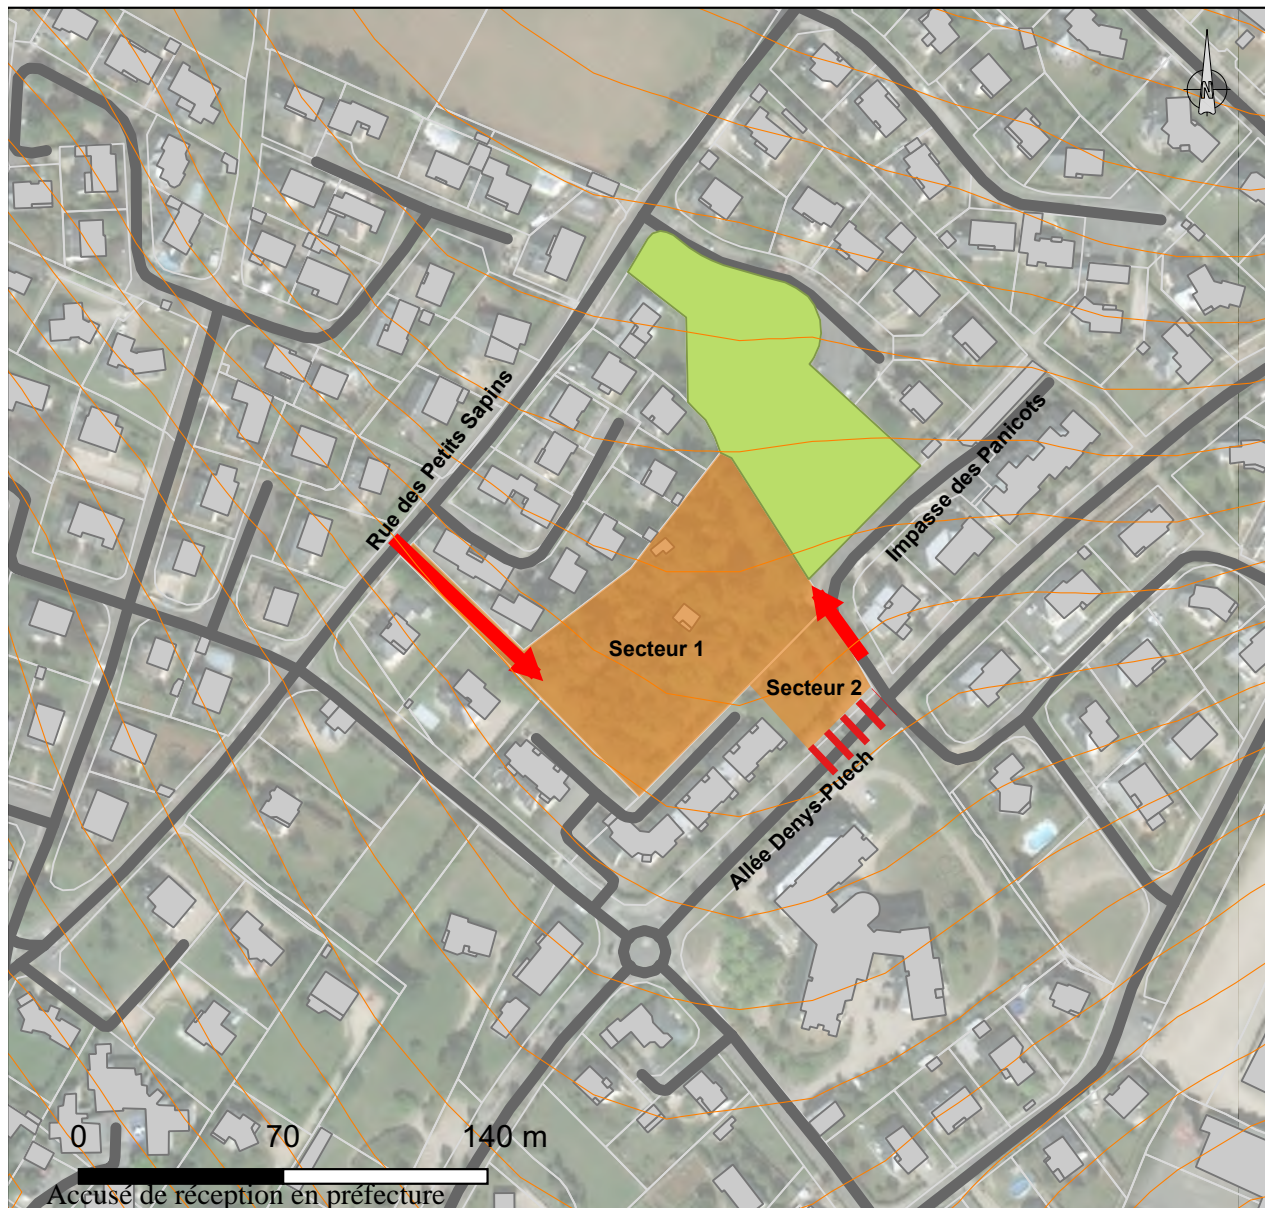 N
Rue des Petits Sapins
Impasse des Panicots
Secteur 1
Secteur 2
Allée Denys-Puech
0 70 140 m
Accusé de réception en préfecture